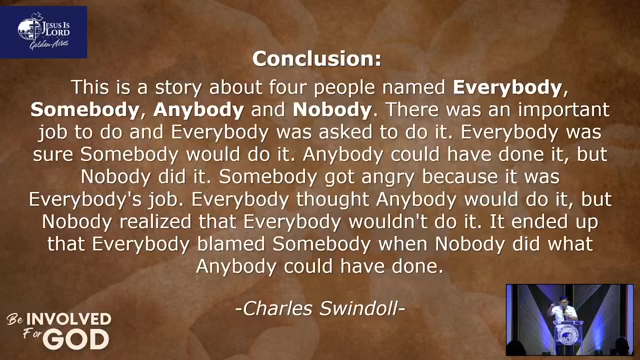 JESUS IS
LORD
Golden Acres
Conclusion:
This is a story about four people named Everybody,
Somebody, Anybody and Nobody. There was an important
job to do and Everybody was asked to do it. Everybody was
sure Somebody would do it. Anybody could have done it, but
Nobody did it. Somebody got angry because it was
Everybody's job. Everybody thought Anybody would do it, but
Nobody realized that Everybody wouldn't do it. It ended up
that Everybody blamed Somebody when Nobody did what
Anybody could have done.
-Charles Swindoll-
Be INVOLVED
For GOD